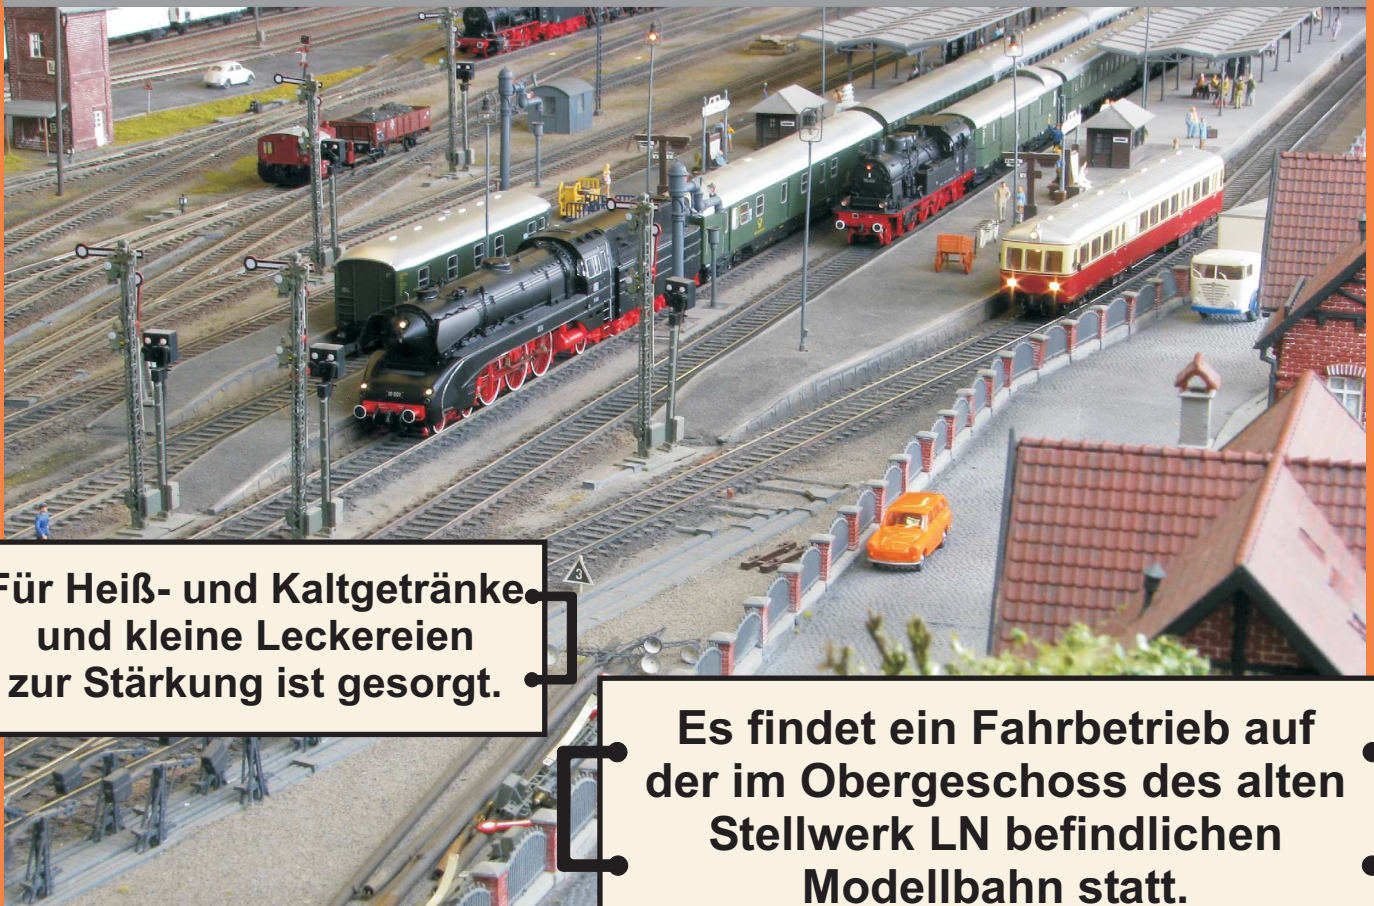 Für Heiß- und Kaltgetränke
und kleine Leckereien
zur Stärkung ist gesorgt.
3
Es findet ein Fahrbetrieb auf
der im Obergeschoss des alten
Stellwerk LN befindlichen
Modellbahn statt.